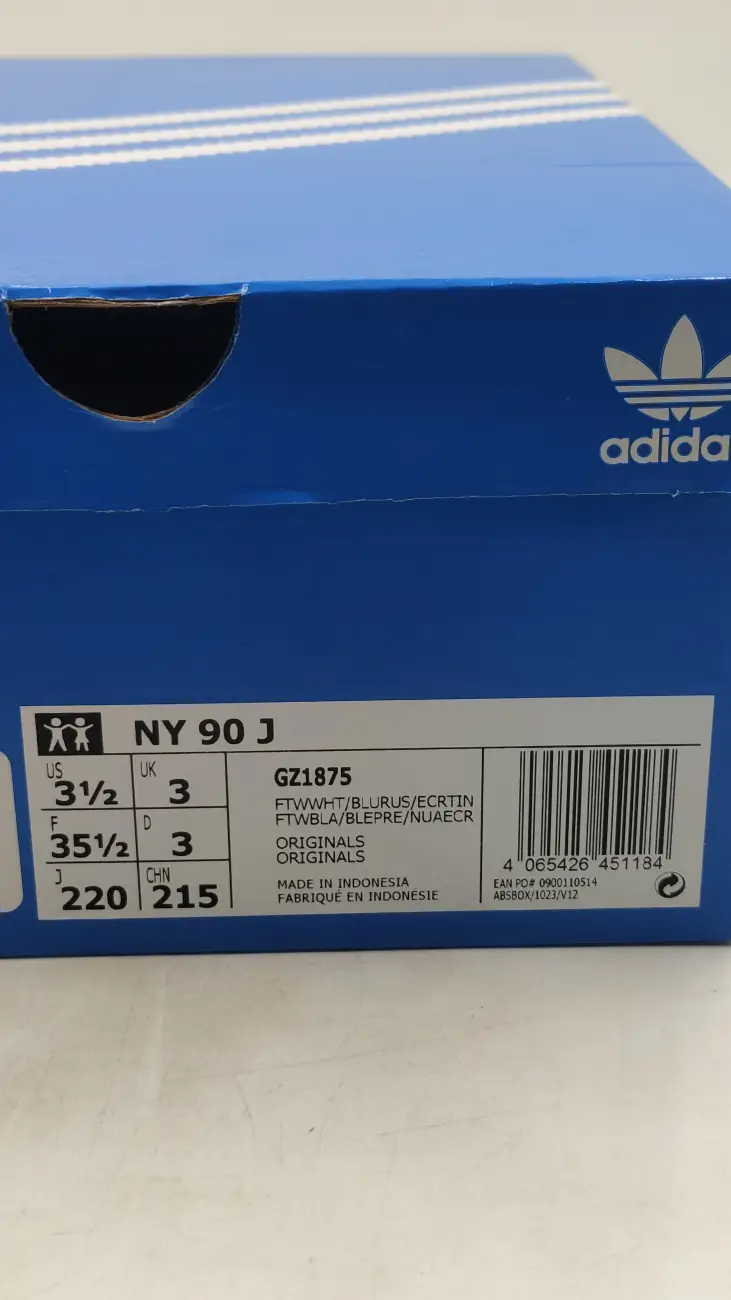 adida
NY 90 J
US
3½
UK
3
F
35½
D
3
J
220
CHN
215
GZ1875
FTWWHT/BLURUS/ECRTIN
FTWBLA/BLEPRE/NUAECR
ORIGINALS
ORIGINALS
MADE IN INDONESIA
FABRIQUÉ EN INDONÉSIE
4 065426 451184
EAN PO# 0900110514
ABSBOX/1023/V12